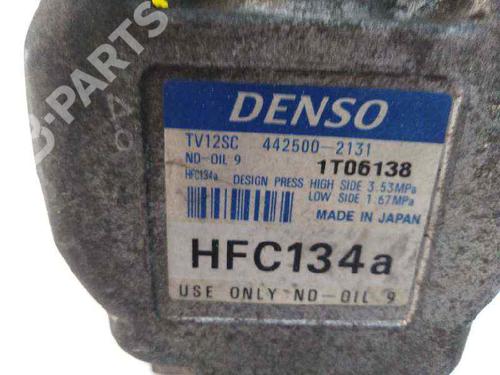 B-PARTS
DENSO
TV12SC 442500-2131
ND-OIL 9 1T06138
HFC134a DESIGN PRESS HIGH SIDE 3.53MPa
LOW SIDE 1.67MPa
MADE IN JAPAN
HFC134a
USE ONLY ND-OIL 9